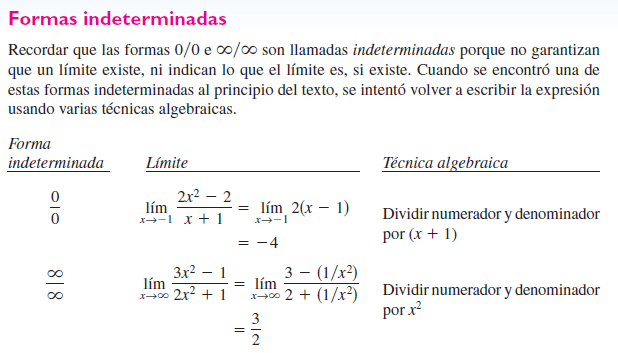 Formas indeterminadas
Recordar que las formas 0/0 e ∞/∞ son llamadas indeterminadas porque no garantizan
que un límite existe, ni indican lo que el límite es, si existe. Cuando se encontró una de
estas formas indeterminadas al principio del texto, se intentó volver a escribir la expresión
usando varias técnicas algebraicas.
Forma
indeterminada Límite Técnica algebraica
0/0 lím x→−1 (2x² − 2)/(x + 1) = lím x→−1 2(x − 1) Dividir numerador y denominador
por (x + 1)
= −4
∞/∞ lím x→∞ (3x² − 1)/(2x² + 1) = lím x→∞ (3 − (1/x²))/(2 + (1/x²)) Dividir numerador y denominador
por x²
= 3/2